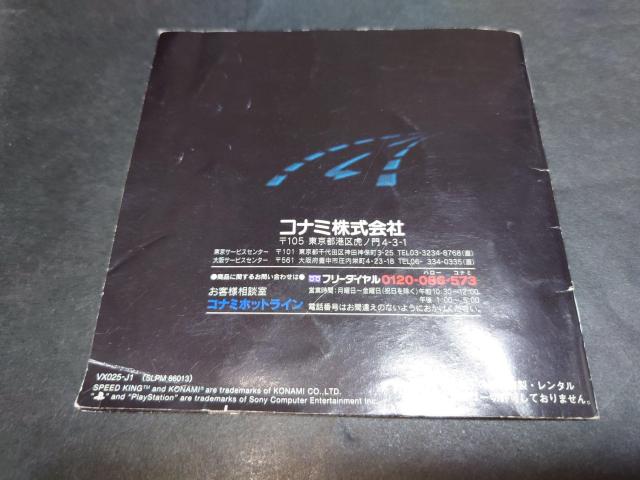 コナミ株式会社
〒105 東京都港区虎ノ門4-3-1
東京サービスセンター 〒101 東京都千代田区神田神保町3-25 TEL03-3234-8768(直)
大阪サービスセンター 〒561 大阪府豊中市庄内栄町4-23-18 TEL06- 334-0335(直)
●商品に関するお問い合わせは● フリーダイヤル 0120-086-573
ハロー コナミ
お客様相談室 営業時間:月曜日~金曜日(祝日を除く)午前10:30~12:00
午後 1:00~5:00
コナミホットライン 電話番号はお間違えのないようにおかけください。
VX025-J1 (SLPM 86013)
SPEED KING™ and KONAMI® are trademarks of KONAMI CO.,LTD.
製・レンタル
" " and "PlayStation" are trademarks of Sony Computer Entertainment Inc.
しておりません。